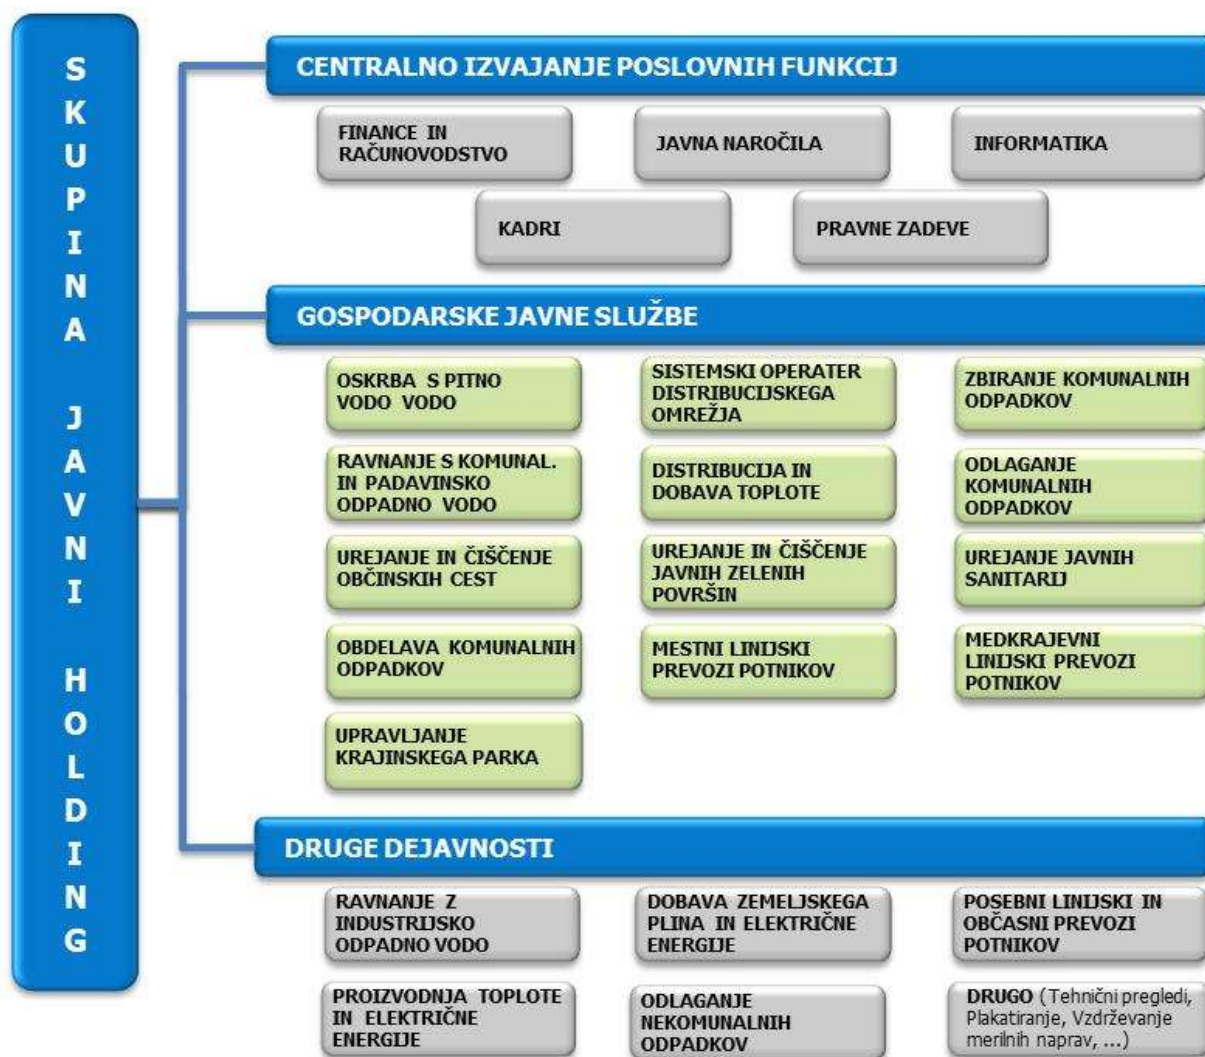 SKUPINA JAVNI HOLDING
CENTRALNO IZVAJANJE POSLOVNIH FUNKCIJ
FINANCE IN
RAČUNOVODSTVO
JAVNA NAROČILA
INFORMATIKA
KADRI
PRAVNE ZADEVE
GOSPODARSKE JAVNE SLUŽBE
OSKRBA S PITNO
VODO VODO
SISTEMSKI OPERATER
DISTRIBUCIJSKEGA
OMREŽJA
ZBIRANJE KOMUNALNIH
ODPADKOV
RAVNANJE S KOMUNAL.
IN PADAVINSKO
ODPADNO VODO
DISTRIBUCIJA IN
DOBAVA TOPLOTE
ODLAGANJE
KOMUNALNIH
ODPADKOV
UREJANJE IN ČIŠČENJE
OBČINSKIH CEST
UREJANJE IN ČIŠČENJE
JAVNIH ZELENIH
POVRŠIN
UREJANJE JAVNIH
SANITARIJ
OBDELAVA KOMUNALNIH
ODPADKOV
MESTNI LINIJSKI
PREVOZI POTNIKOV
MEDKRAJEVNI
LINIJSKI PREVOZI
POTNIKOV
UPRAVLJANJE
KRAJINSKEGA PARKA
DRUGE DEJAVNOSTI
RAVNANJE Z
INDUSTRIJSKO
ODPADNO VODO
DOBAVA ZEMELJSKEGA
PLINA IN ELEKTRIČNE
ENERGIJE
POSEBNI LINIJSKI IN
OBČASNI PREVOZI
POTNIKOV
PROIZVODNJA TOPLOTE
IN ELEKTRIČNE
ENERGIJE
ODLAGANJE
NEKOMUNALNIH
ODPADKOV
DRUGO (Tehnični pregledi,
Plakatiranje, Vzdrževanje
merilnih naprav, ...)